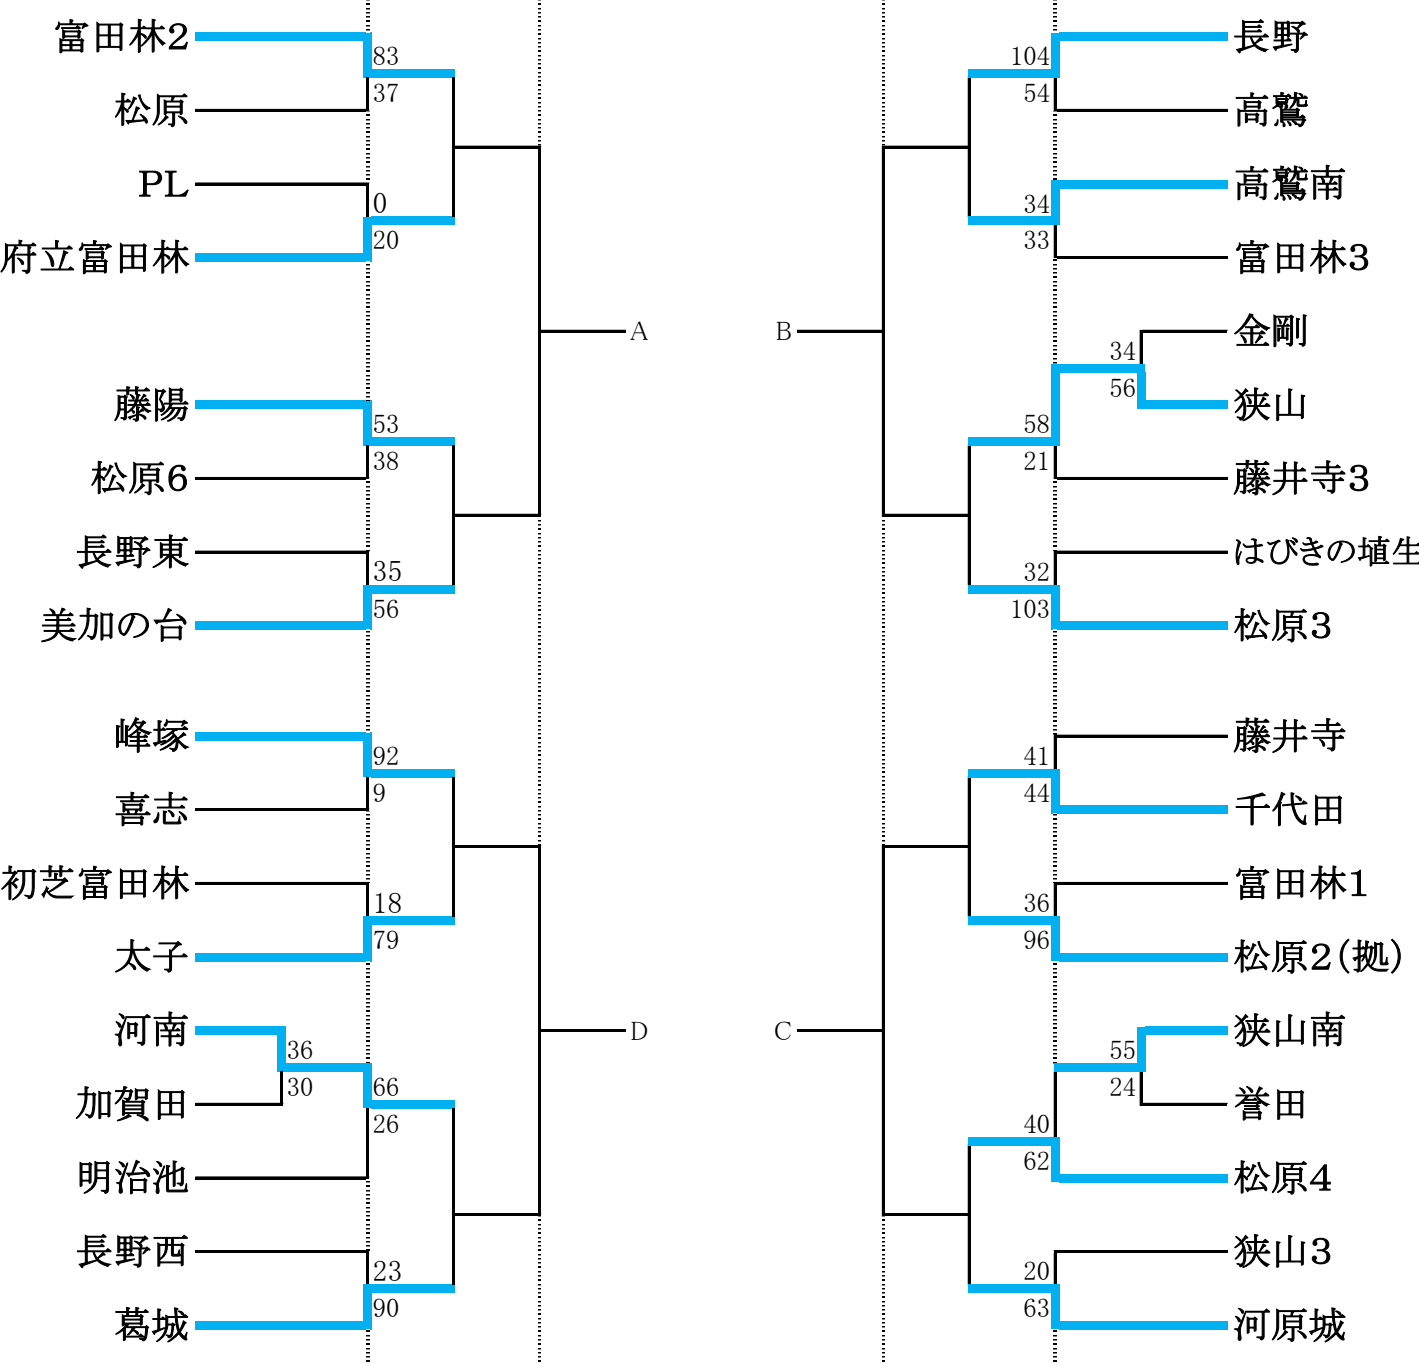 富田林2
83
37
松原
PL
0
20
府立富田林
A
藤陽
53
38
松原6
長野東
35
56
美加の台
峰塚
92
9
喜志
初芝富田林
18
79
太子
河南
36
30
加賀田
66
26
D
明治池
長野西
23
90
葛城
長野
104
54
高鷲
高鷲南
34
33
富田林3
B
金剛
34
56
狭山
58
21
藤井寺3
はびきの埴生
32
103
松原3
藤井寺
41
44
千代田
富田林1
36
96
松原2(拠)
C
狭山南
55
24
誉田
40
62
松原4
狭山3
20
63
河原城